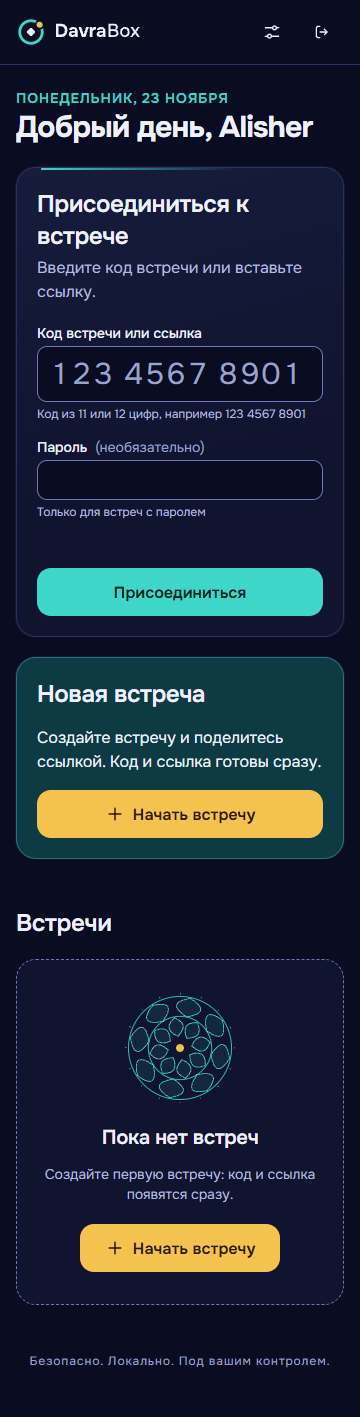 DavraBox
ПОНЕДЕЛЬНИК, 23 НОЯБРЯ
Добрый день, Alisher
Присоединиться к
встрече
Введите код встречи или вставьте
ссылку.
Код встречи или ссылка
123 4567 8901
Код из 11 или 12 цифр, например 123 4567 8901
Пароль (необязательно)
Только для встреч с паролем
Присоединиться
Новая встреча
Создайте встречу и поделитесь
ссылкой. Код и ссылка готовы сразу.
Начать встречу
Встречи
Пока нет встреч
Создайте первую встречу: код и ссылка
появятся сразу.
Начать встречу
Безопасно. Локально. Под вашим контролем.